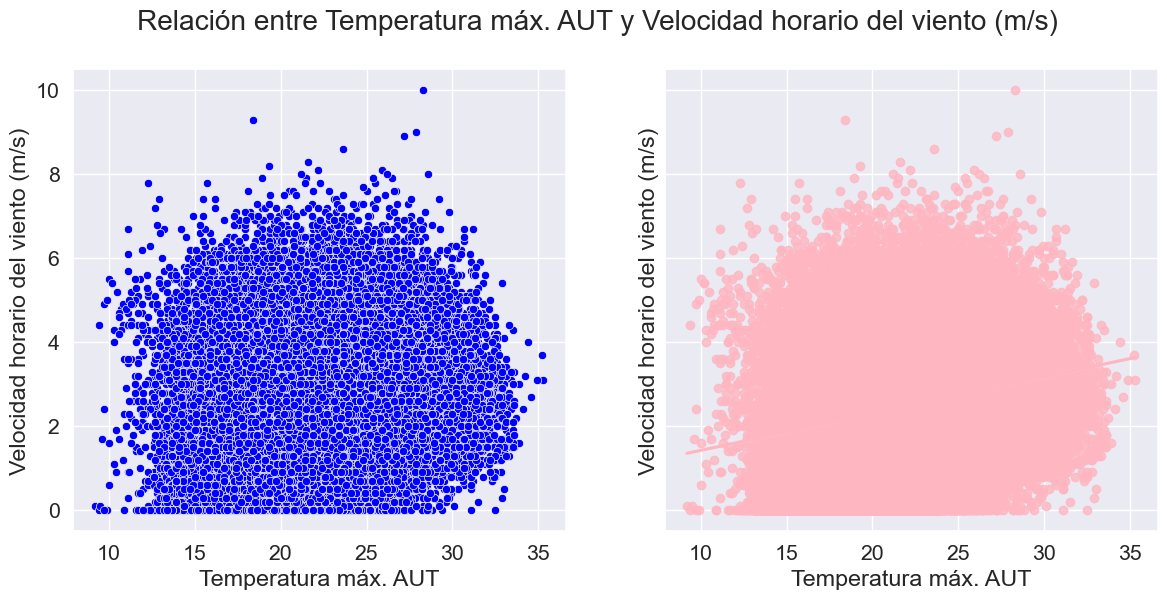 Relación entre Temperatura máx. AUT y Velocidad horario del viento (m/s)
Velocidad horario del viento (m/s)
10
8
6
4
2
0
10 15 20 25 30 35
Temperatura máx. AUT
Velocidad horario del viento (m/s)
10 15 20 25 30 35
Temperatura máx. AUT